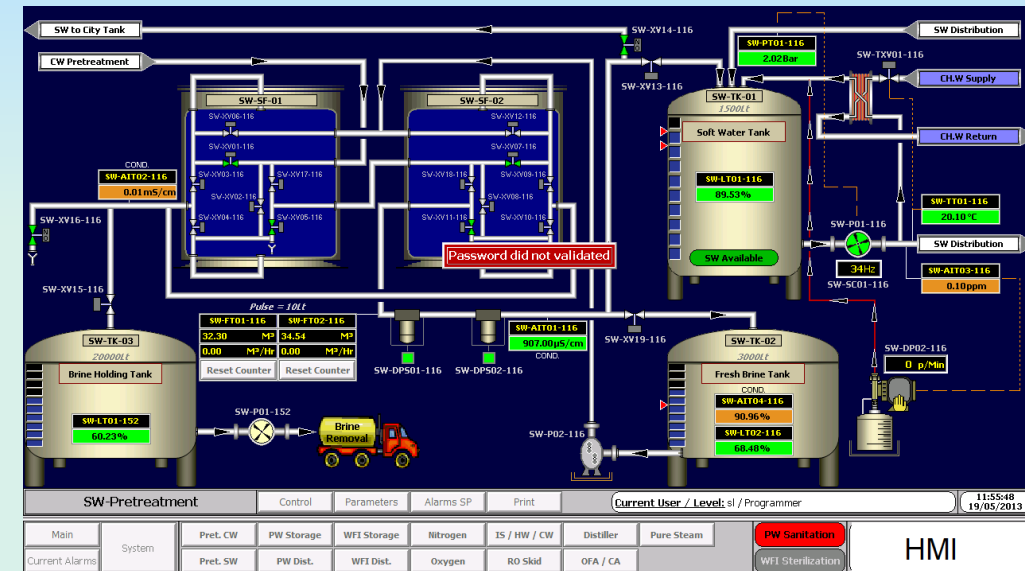 SW to City Tank
SW-XV14-116
SW-PT01-116
SW Distribution
2.02Bar
SW-TXV01-116
CW Pretreatment
CH.W Supply
SW-XV13-116
SW-SF-01
SW-SF-02
SW-TK-01
1500Lt
SW-XV06-116
SW-XV12-116
Soft Water Tank
CH.W Return
SW-XV01-116
SW-XV07-116
COND.
SW-AIT02-116
0.01mS/cm
SW-XV03-116
SW-XV17-116
SW-XV18-116
SW-XV09-116
SW-LT01-116
89.53%
SW-XV02-116
SW-XV08-116
SW-TT01-116
20.10°C
SW-XV16-116
SW-XV04-116
SW-XV05-116
SW-XV11-116
SW-XV10-116
SW-P01-116
SW Distribution
Password did not validated
SW Available
34Hz
SW-SC01-116
SW-AIT03-116
0.10ppm
SW-XV15-116
Pulse = 10Lt
SW-FT01-116
SW-FT02-116
32.30 M³
34.54 M³
0.00 M³/Hr
0.00 M³/Hr
Reset Counter
Reset Counter
SW-AIT01-116
907.00µS/cm
COND.
SW-XV19-116
SW-DPS01-116
SW-DPS02-116
SW-TK-03
20000Lt
Brine Holding Tank
SW-TK-02
3000Lt
Fresh Brine Tank
SW-DP02-116
0 p/Min
COND.
SW-AIT04-116
90.96%
SW-LT02-116
68.48%
SW-LT01-152
60.23%
SW-P01-152
Brine
Removal
SW-P02-116
SW-Pretreatment
Control
Parameters
Alarms SP
Print
Current User / Level: sl / Programmer
11:55:48
19/05/2013
Main
System
Pret. CW
PW Storage
WFI Storage
Nitrogen
IS / HW / CW
Distiller
Pure Steam
PW Sanitation
HMI
Current Alarms
Pret. SW
PW Dist.
WFI Dist.
Oxygen
RO Skid
OFA / CA
WFI Sterilization